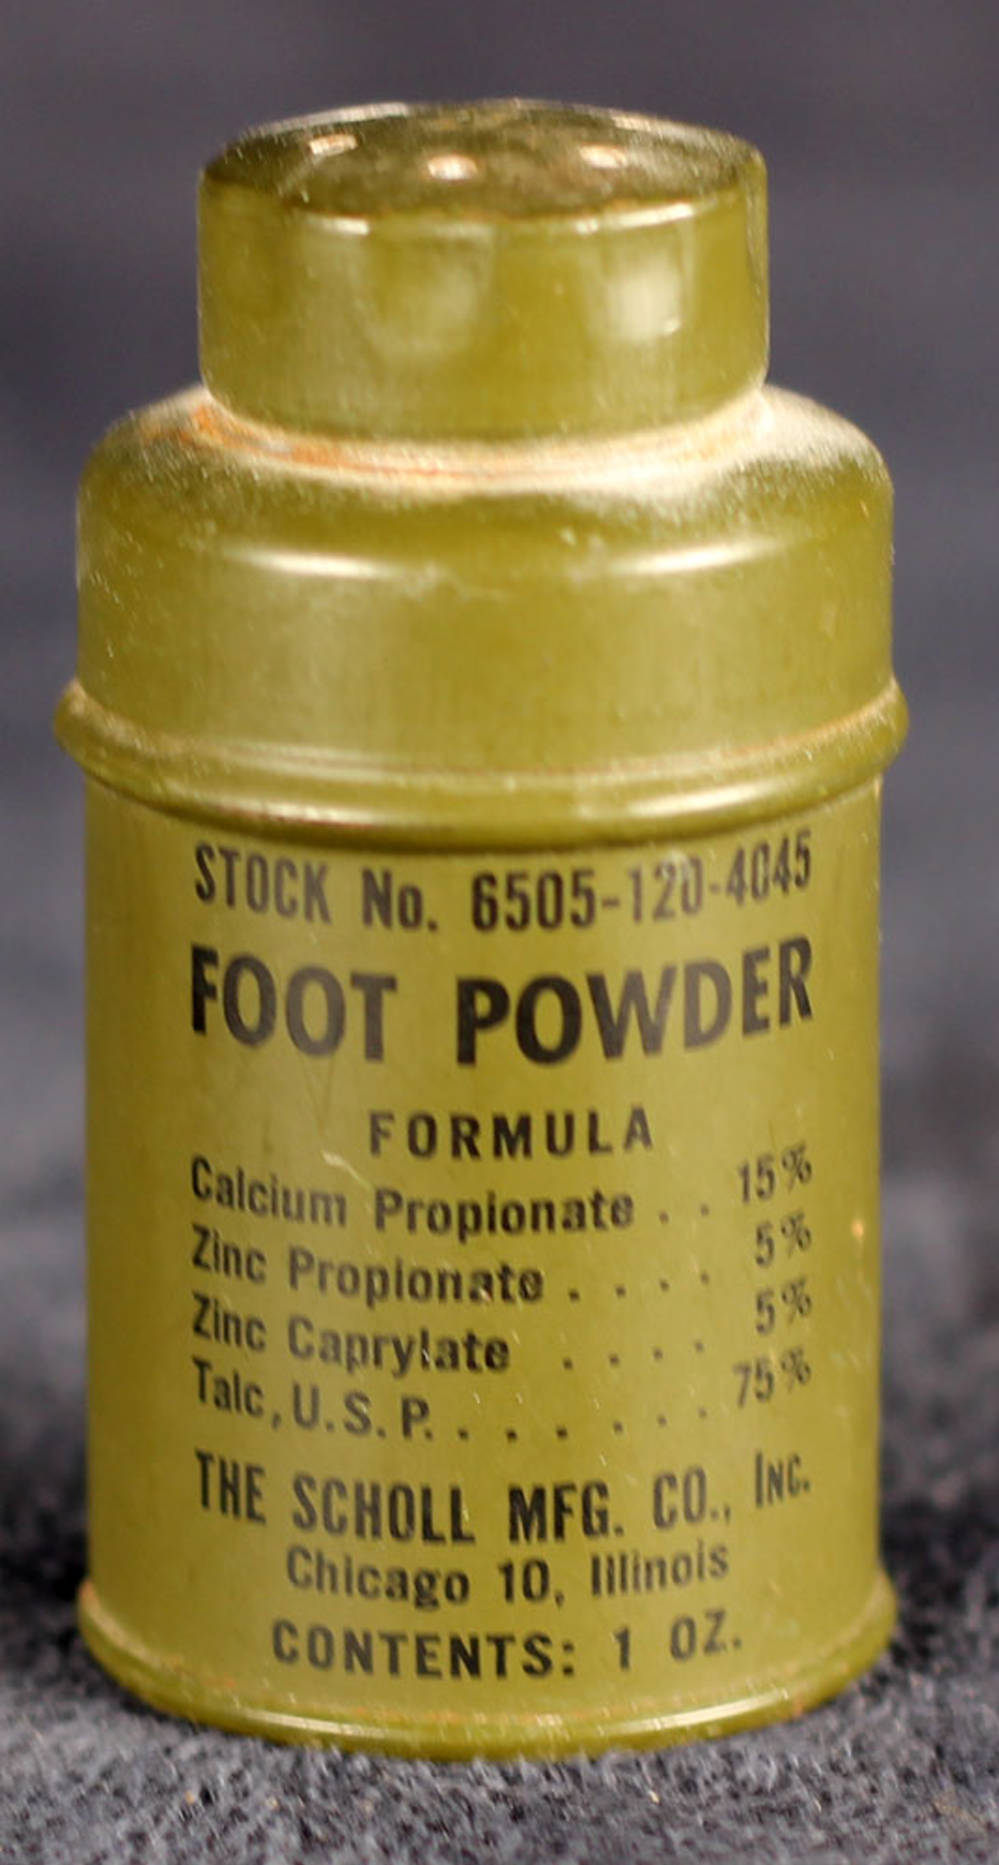 STOCK No. 6505-120-4045
FOOT POWDER
FORMULA
Calcium Propionate . . 15%
Zinc Propionate . . . . 5%
Zinc Caprylate . . . . 5%
Talc, U.S.P. . . . . . . 75%
THE SCHOLL MFG. CO., INC.
Chicago 10, Illinois
CONTENTS: 1 OZ.